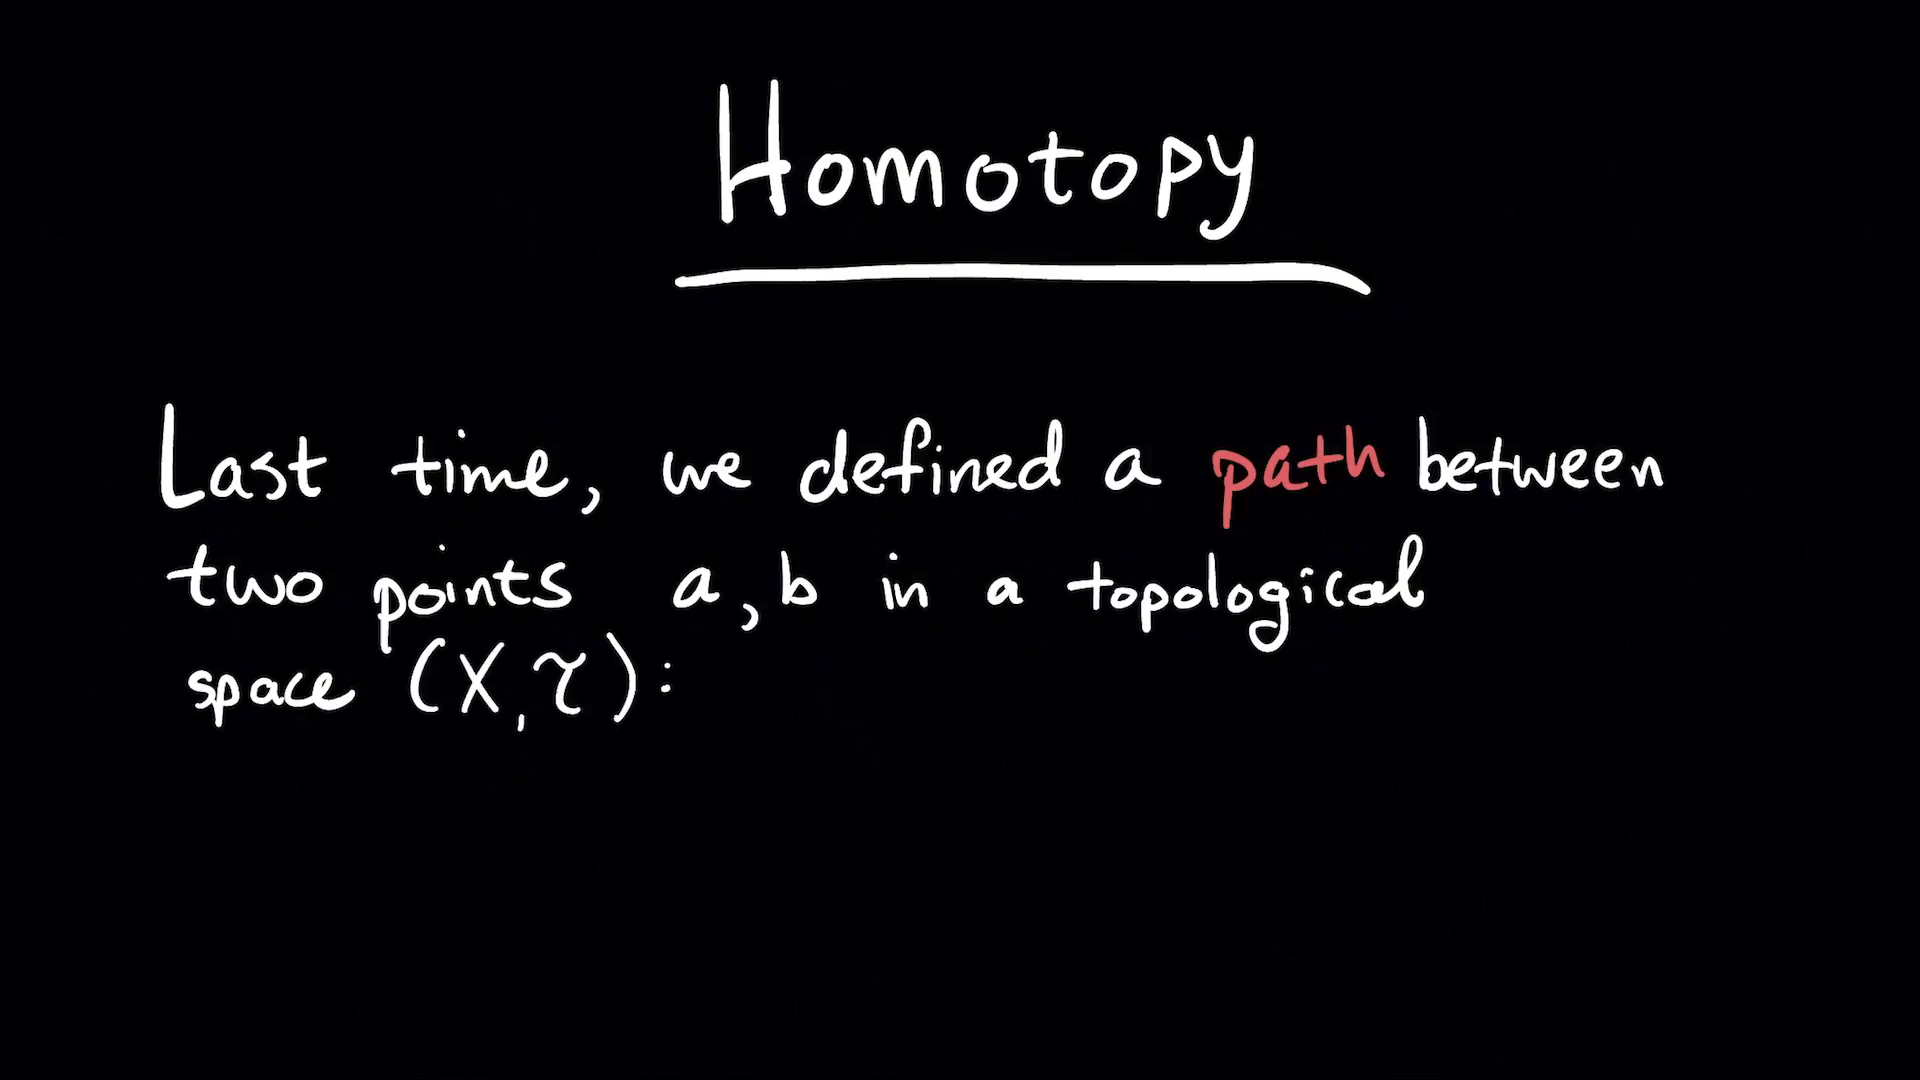 Homotopy
Last time, we defined a path between
two points a, b in a topological
space (X, τ):